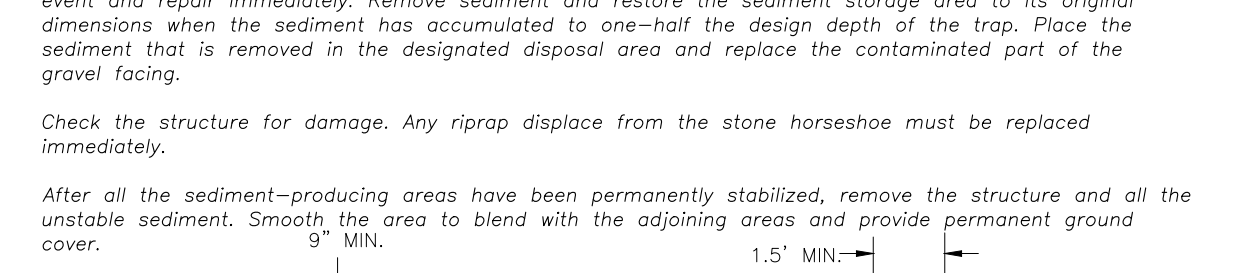 event and repair immediately. Remove sediment and restore the sediment storage area to its original
dimensions when the sediment has accumulated to one-half the design depth of the trap. Place the
sediment that is removed in the designated disposal area and replace the contaminated part of the
gravel facing.
Check the structure for damage. Any riprap displace from the stone horseshoe must be replaced
immediately.
After all the sediment-producing areas have been permanently stabilized, remove the structure and all the
unstable sediment. Smooth the area to blend with the adjoining areas and provide permanent ground
cover.
9" MIN.
1.5' MIN.